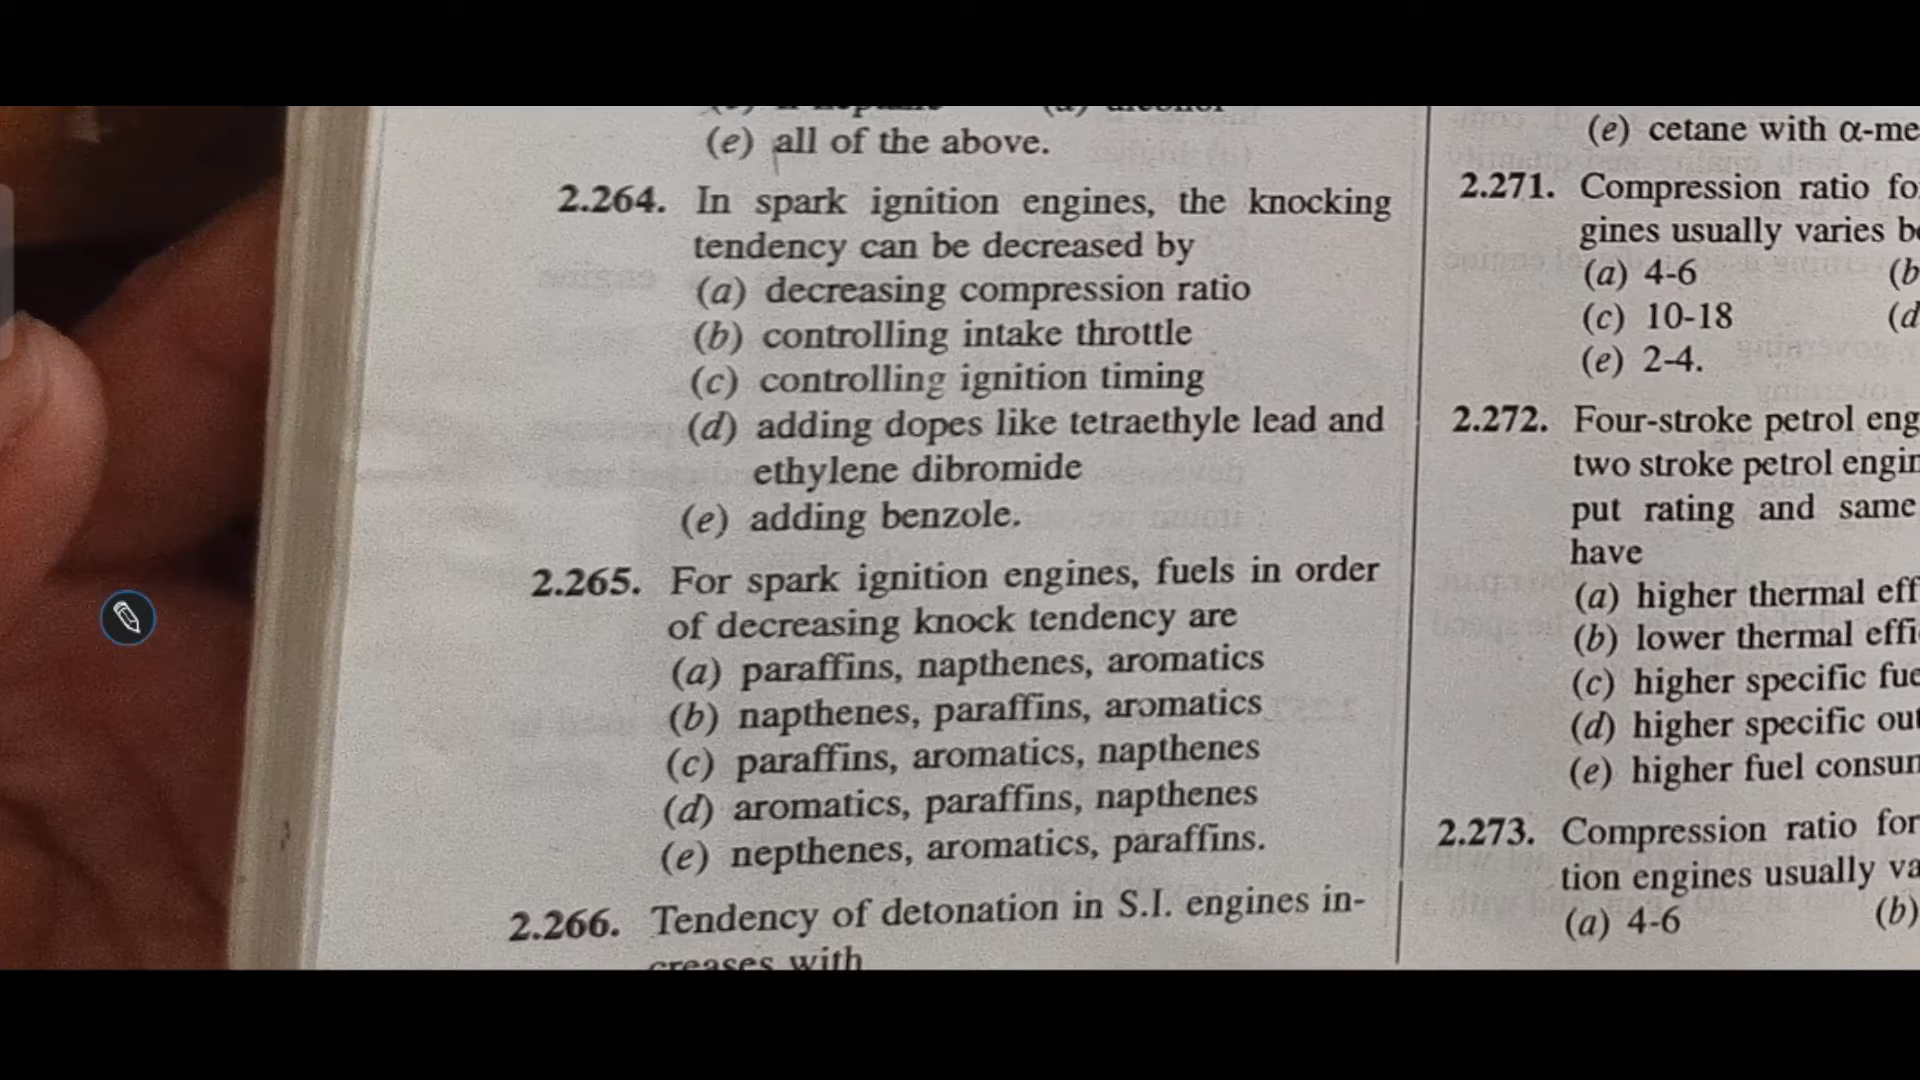 (e) all of the above.
2.264. In spark ignition engines, the knocking
tendency can be decreased by
(a) decreasing compression ratio
(b) controlling intake throttle
(c) controlling ignition timing
(d) adding dopes like tetraethyle lead and
ethylene dibromide
(e) adding benzole.
2.265. For spark ignition engines, fuels in order
of decreasing knock tendency are
(a) paraffins, napthenes, aromatics
(b) napthenes, paraffins, aromatics
(c) paraffins, aromatics, napthenes
(d) aromatics, paraffins, napthenes
(e) nepthenes, aromatics, paraffins.
2.266. Tendency of detonation in S.I. engines in-
creases with
(e) cetane with α-me
2.271. Compression ratio fo
gines usually varies b
(a) 4-6 (b
(c) 10-18 (d
(e) 2-4.
2.272. Four-stroke petrol eng
two stroke petrol engin
put rating and same
have
(a) higher thermal eff
(b) lower thermal effi
(c) higher specific fue
(d) higher specific out
(e) higher fuel consum
2.273. Compression ratio for
tion engines usually va
(a) 4-6 (b)